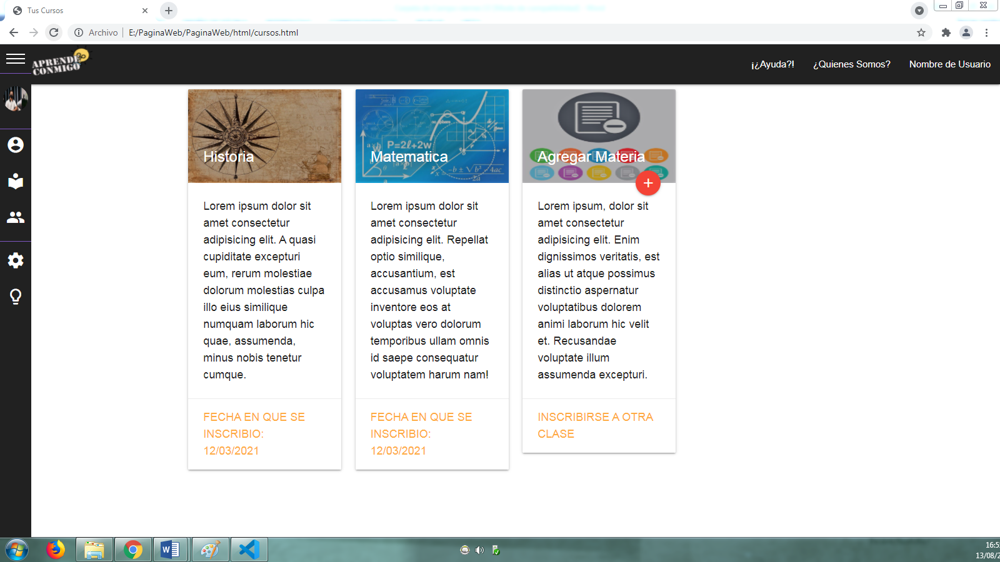 Tus Cursos
Archivo
E:/PaginaWeb/PaginaWeb/html/cursos.html
APRENDE
CONMIGO
¡¿Ayuda?!
¿Quienes Somos?
Nombre de Usuario
Historia
Lorem ipsum dolor sit
amet consectetur
adipisicing elit. A quasi
cupiditate excepturi
eum, rerum molestiae
dolorum molestias culpa
illo eius similique
numquam laborum hic
quae, assumenda,
minus nobis tenetur
cumque.
FECHA EN QUE SE
INSCRIBIO:
12/03/2021
P=2ℓ+2w
Matematica
Lorem ipsum dolor sit
amet consectetur
adipisicing elit. Repellat
optio similique,
accusantium, est
accusamus voluptate
inventore eos at
voluptas vero dolorum
temporibus ullam omnis
id saepe consequatur
voluptatem harum nam!
FECHA EN QUE SE
INSCRIBIO:
12/03/2021
Agregar Materia
Lorem ipsum, dolor sit
amet consectetur
adipisicing elit. Enim
dignissimos veritatis, est
alias ut atque possimus
distinctio aspernatur
voluptatibus dolorem
animi laborum hic velit
et. Recusandae
voluptate illum
assumenda excepturi.
INSCRIBIRSE A OTRA
CLASE